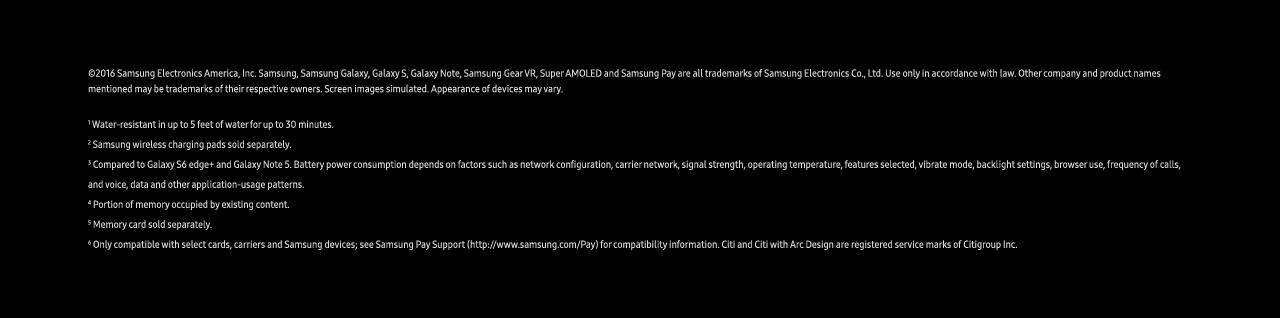 ©2016 Samsung Electronics America, Inc. Samsung, Samsung Galaxy, Galaxy S, Galaxy Note, Samsung Gear VR, Super AMOLED and Samsung Pay are all trademarks of Samsung Electronics Co., Ltd. Use only in accordance with law. Other company and product names
mentioned may be trademarks of their respective owners. Screen images simulated. Appearance of devices may vary.
¹ Water-resistant in up to 5 feet of water for up to 30 minutes.
² Samsung wireless charging pads sold separately.
³ Compared to Galaxy S6 edge+ and Galaxy Note 5. Battery power consumption depends on factors such as network configuration, carrier network, signal strength, operating temperature, features selected, vibrate mode, backlight settings, browser use, frequency of calls,
and voice, data and other application-usage patterns.
⁴ Portion of memory occupied by existing content.
⁵ Memory card sold separately.
⁶ Only compatible with select cards, carriers and Samsung devices; see Samsung Pay Support (http://www.samsung.com/Pay) for compatibility information. Citi and Citi with Arc Design are registered service marks of Citigroup Inc.